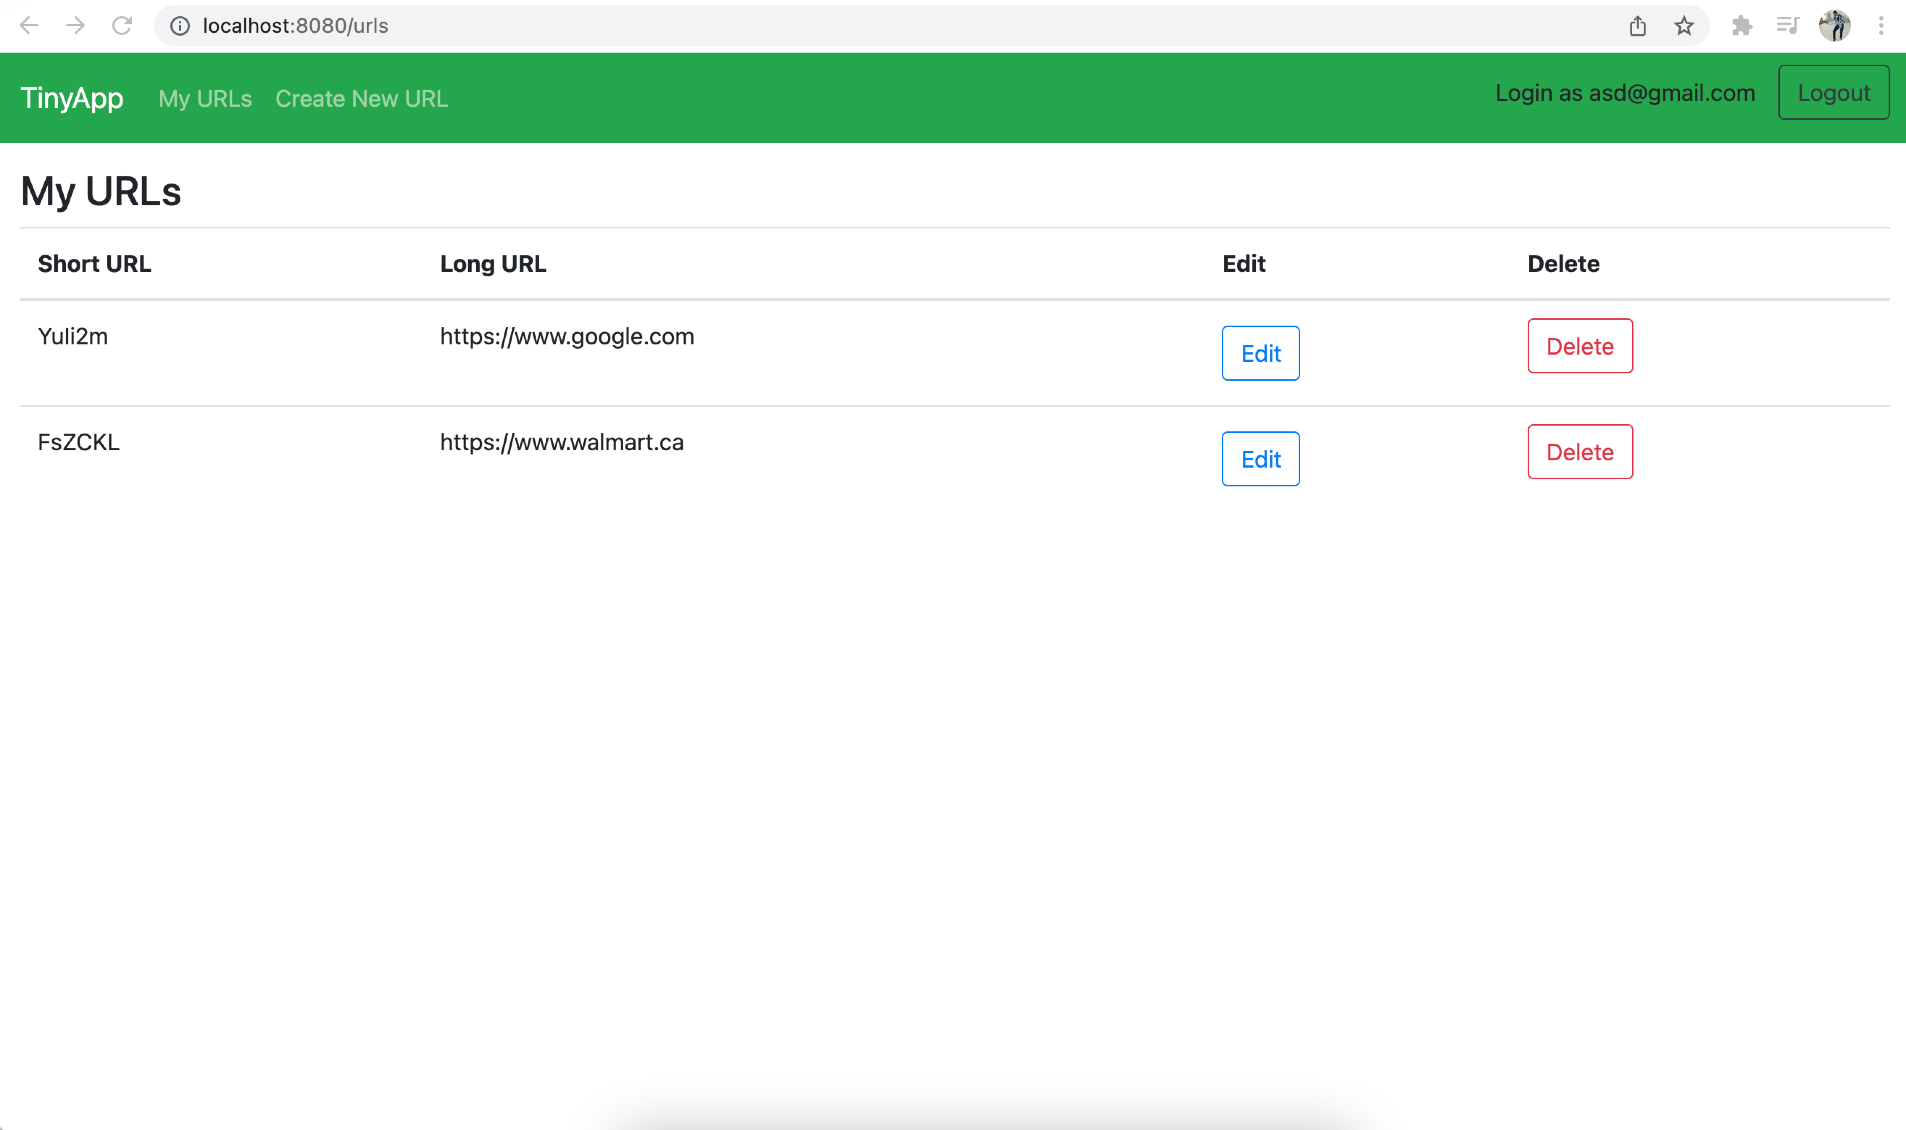 localhost:8080/urls
TinyApp My URLs Create New URL Login as asd@gmail.com Logout
My URLs
Short URL Long URL Edit Delete
YuIi2m https://www.google.com Edit Delete
FsZCKL https://www.walmart.ca Edit Delete